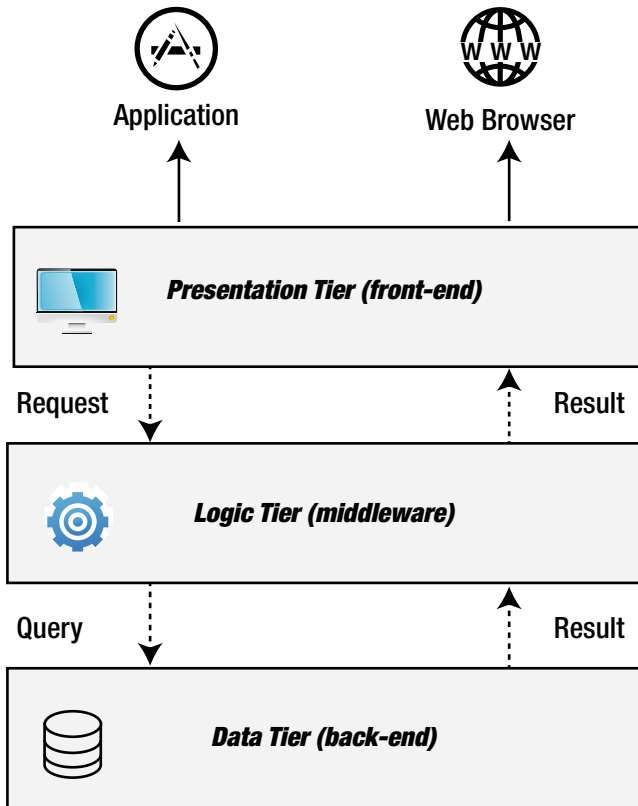 W W W
Application
Web Browser
Presentation Tier (front-end)
Request
Result
Logic Tier (middleware)
Query
Result
Data Tier (back-end)